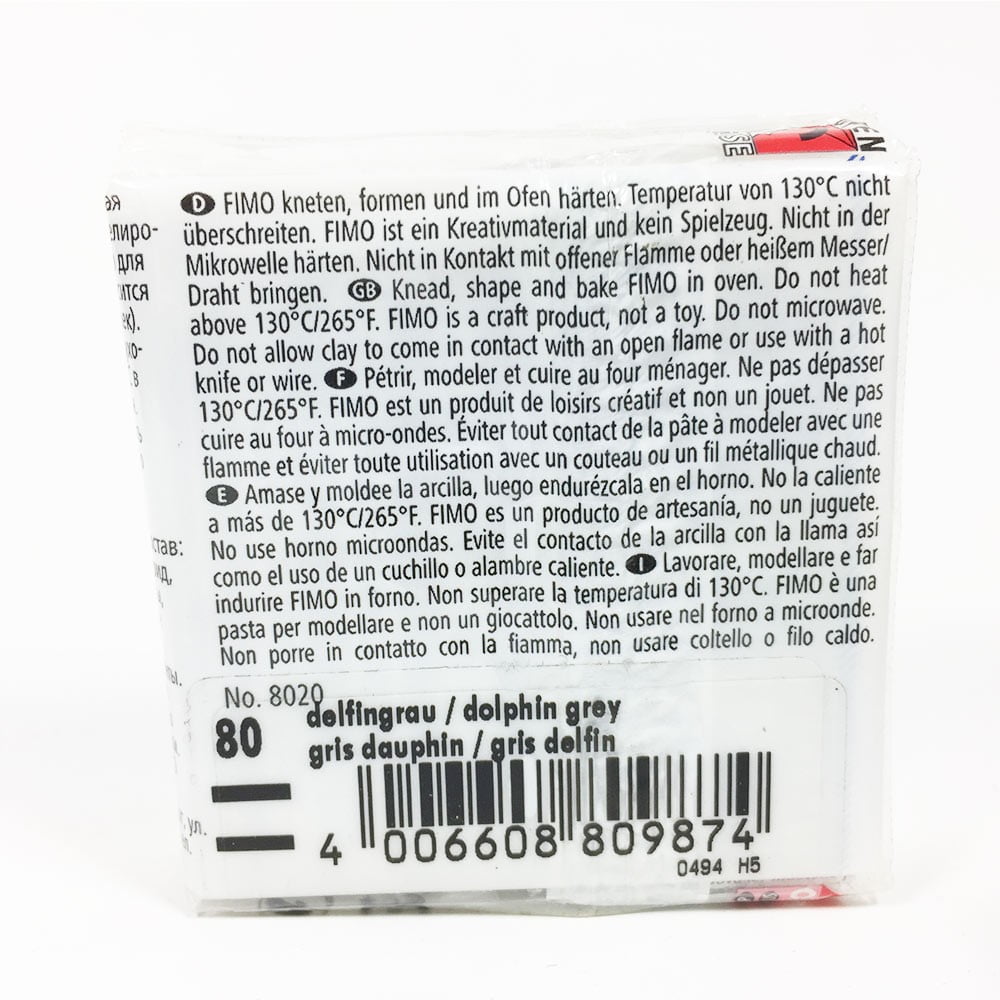 Ⓓ FIMO kneten, formen und im Ofen härten. Temperatur von 130°C nicht
überschreiten. FIMO ist ein Kreativmaterial und kein Spielzeug. Nicht in der
Mikrowelle härten. Nicht in Kontakt mit offener Flamme oder heißem Messer/
Draht bringen. GB Knead, shape and bake FIMO in oven. Do not heat
above 130°C/265°F. FIMO is a craft product, not a toy. Do not microwave.
Do not allow clay to come in contact with an open flame or use with a hot
knife or wire. F Pétrir, modeler et cuire au four ménager. Ne pas dépasser
130°C/265°F. FIMO est un produit de loisirs créatif et non un jouet. Ne pas
cuire au four à micro-ondes. Éviter tout contact de la pâte à modeler avec une
flamme et éviter toute utilisation avec un couteau ou un fil métallique chaud.
E Amase y moldee la arcilla, luego endurézcala en el horno. No la caliente
a más de 130°C/265°F. FIMO es un producto de artesanía, no un juguete.
No use horno microondas. Evite el contacto de la arcilla con la llama así
como el uso de un cuchillo o alambre caliente. I Lavorare, modellare e far
indurire FIMO in forno. Non superare la temperatura di 130°C. FIMO è una
pasta per modellare e non un giocattolo. Non usare nel forno a microonde.
Non porre in contatto con la fiamma, non usare coltello o filo caldo.
No. 8020
80
delfingrau / dolphin grey
gris dauphin / gris delfin
4 006608 809874
0494 H5